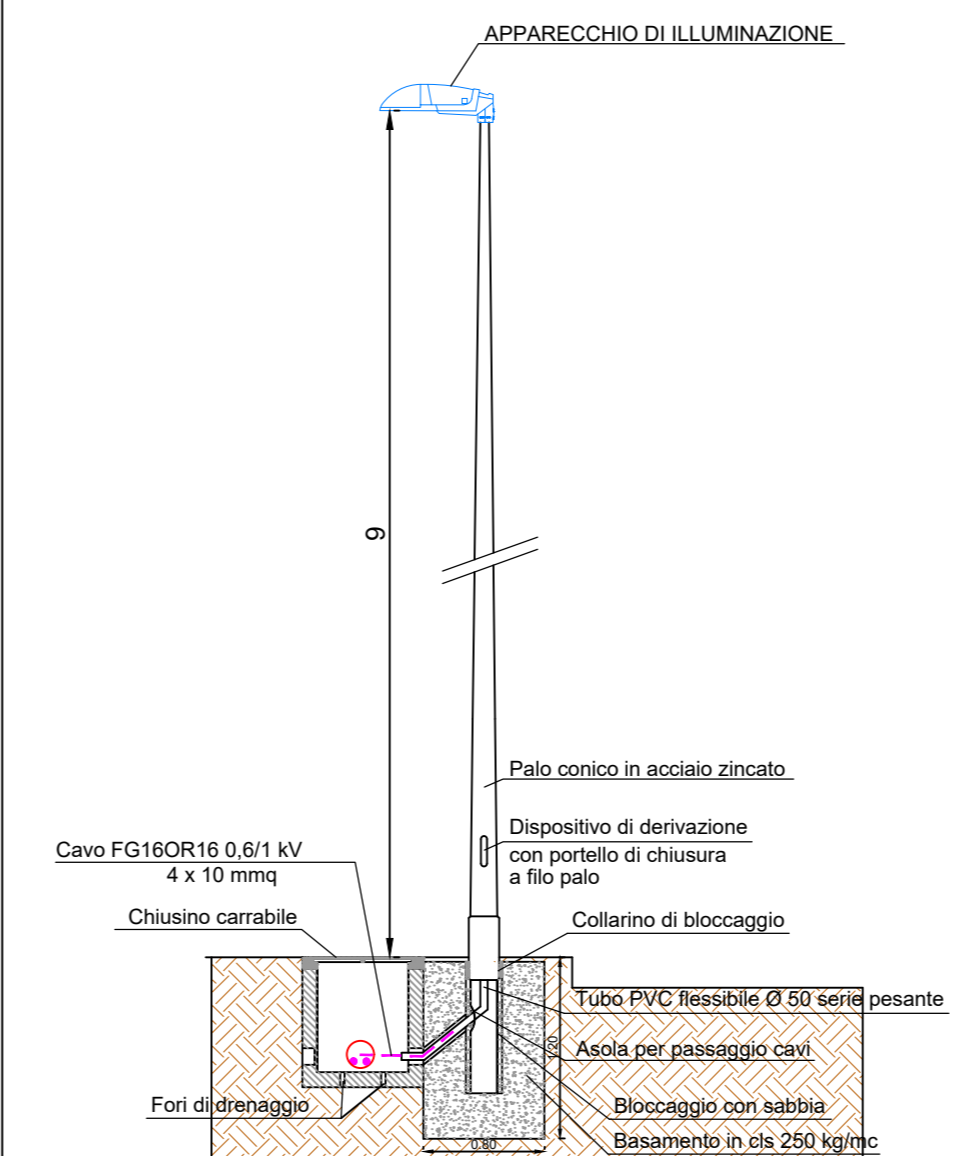 APPARECCHIO DI ILLUMINAZIONE
9
Palo conico in acciaio zincato
Dispositivo di derivazione
con portello di chiusura
a filo palo
Cavo FG16OR16 0,6/1 kV
4 x 10 mmq
Chiusino carrabile
Collarino di bloccaggio
Tubo PVC flessibile Ø 50 serie pesante
1.20
Asola per passaggio cavi
Fori di drenaggio
Bloccaggio con sabbia
Basamento in cls 250 kg/mc
0.80